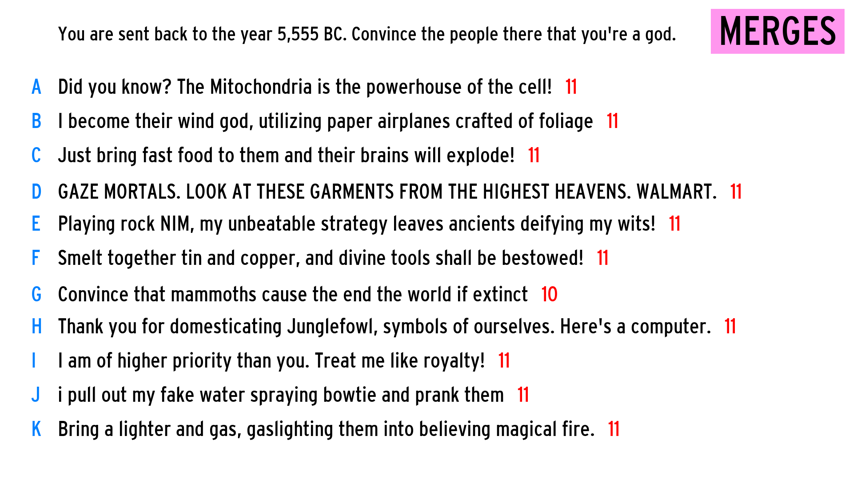 You are sent back to the year 5,555 BC. Convince the people there that you're a god.
MERGES
A Did you know? The Mitochondria is the powerhouse of the cell! 11
B I become their wind god, utilizing paper airplanes crafted of foliage 11
C Just bring fast food to them and their brains will explode! 11
D GAZE MORTALS. LOOK AT THESE GARMENTS FROM THE HIGHEST HEAVENS. WALMART. 11
E Playing rock NIM, my unbeatable strategy leaves ancients deifying my wits! 11
F Smelt together tin and copper, and divine tools shall be bestowed! 11
G Convince that mammoths cause the end the world if extinct 10
H Thank you for domesticating Junglefowl, symbols of ourselves. Here's a computer. 11
I I am of higher priority than you. Treat me like royalty! 11
J i pull out my fake water spraying bowtie and prank them 11
K Bring a lighter and gas, gaslighting them into believing magical fire. 11